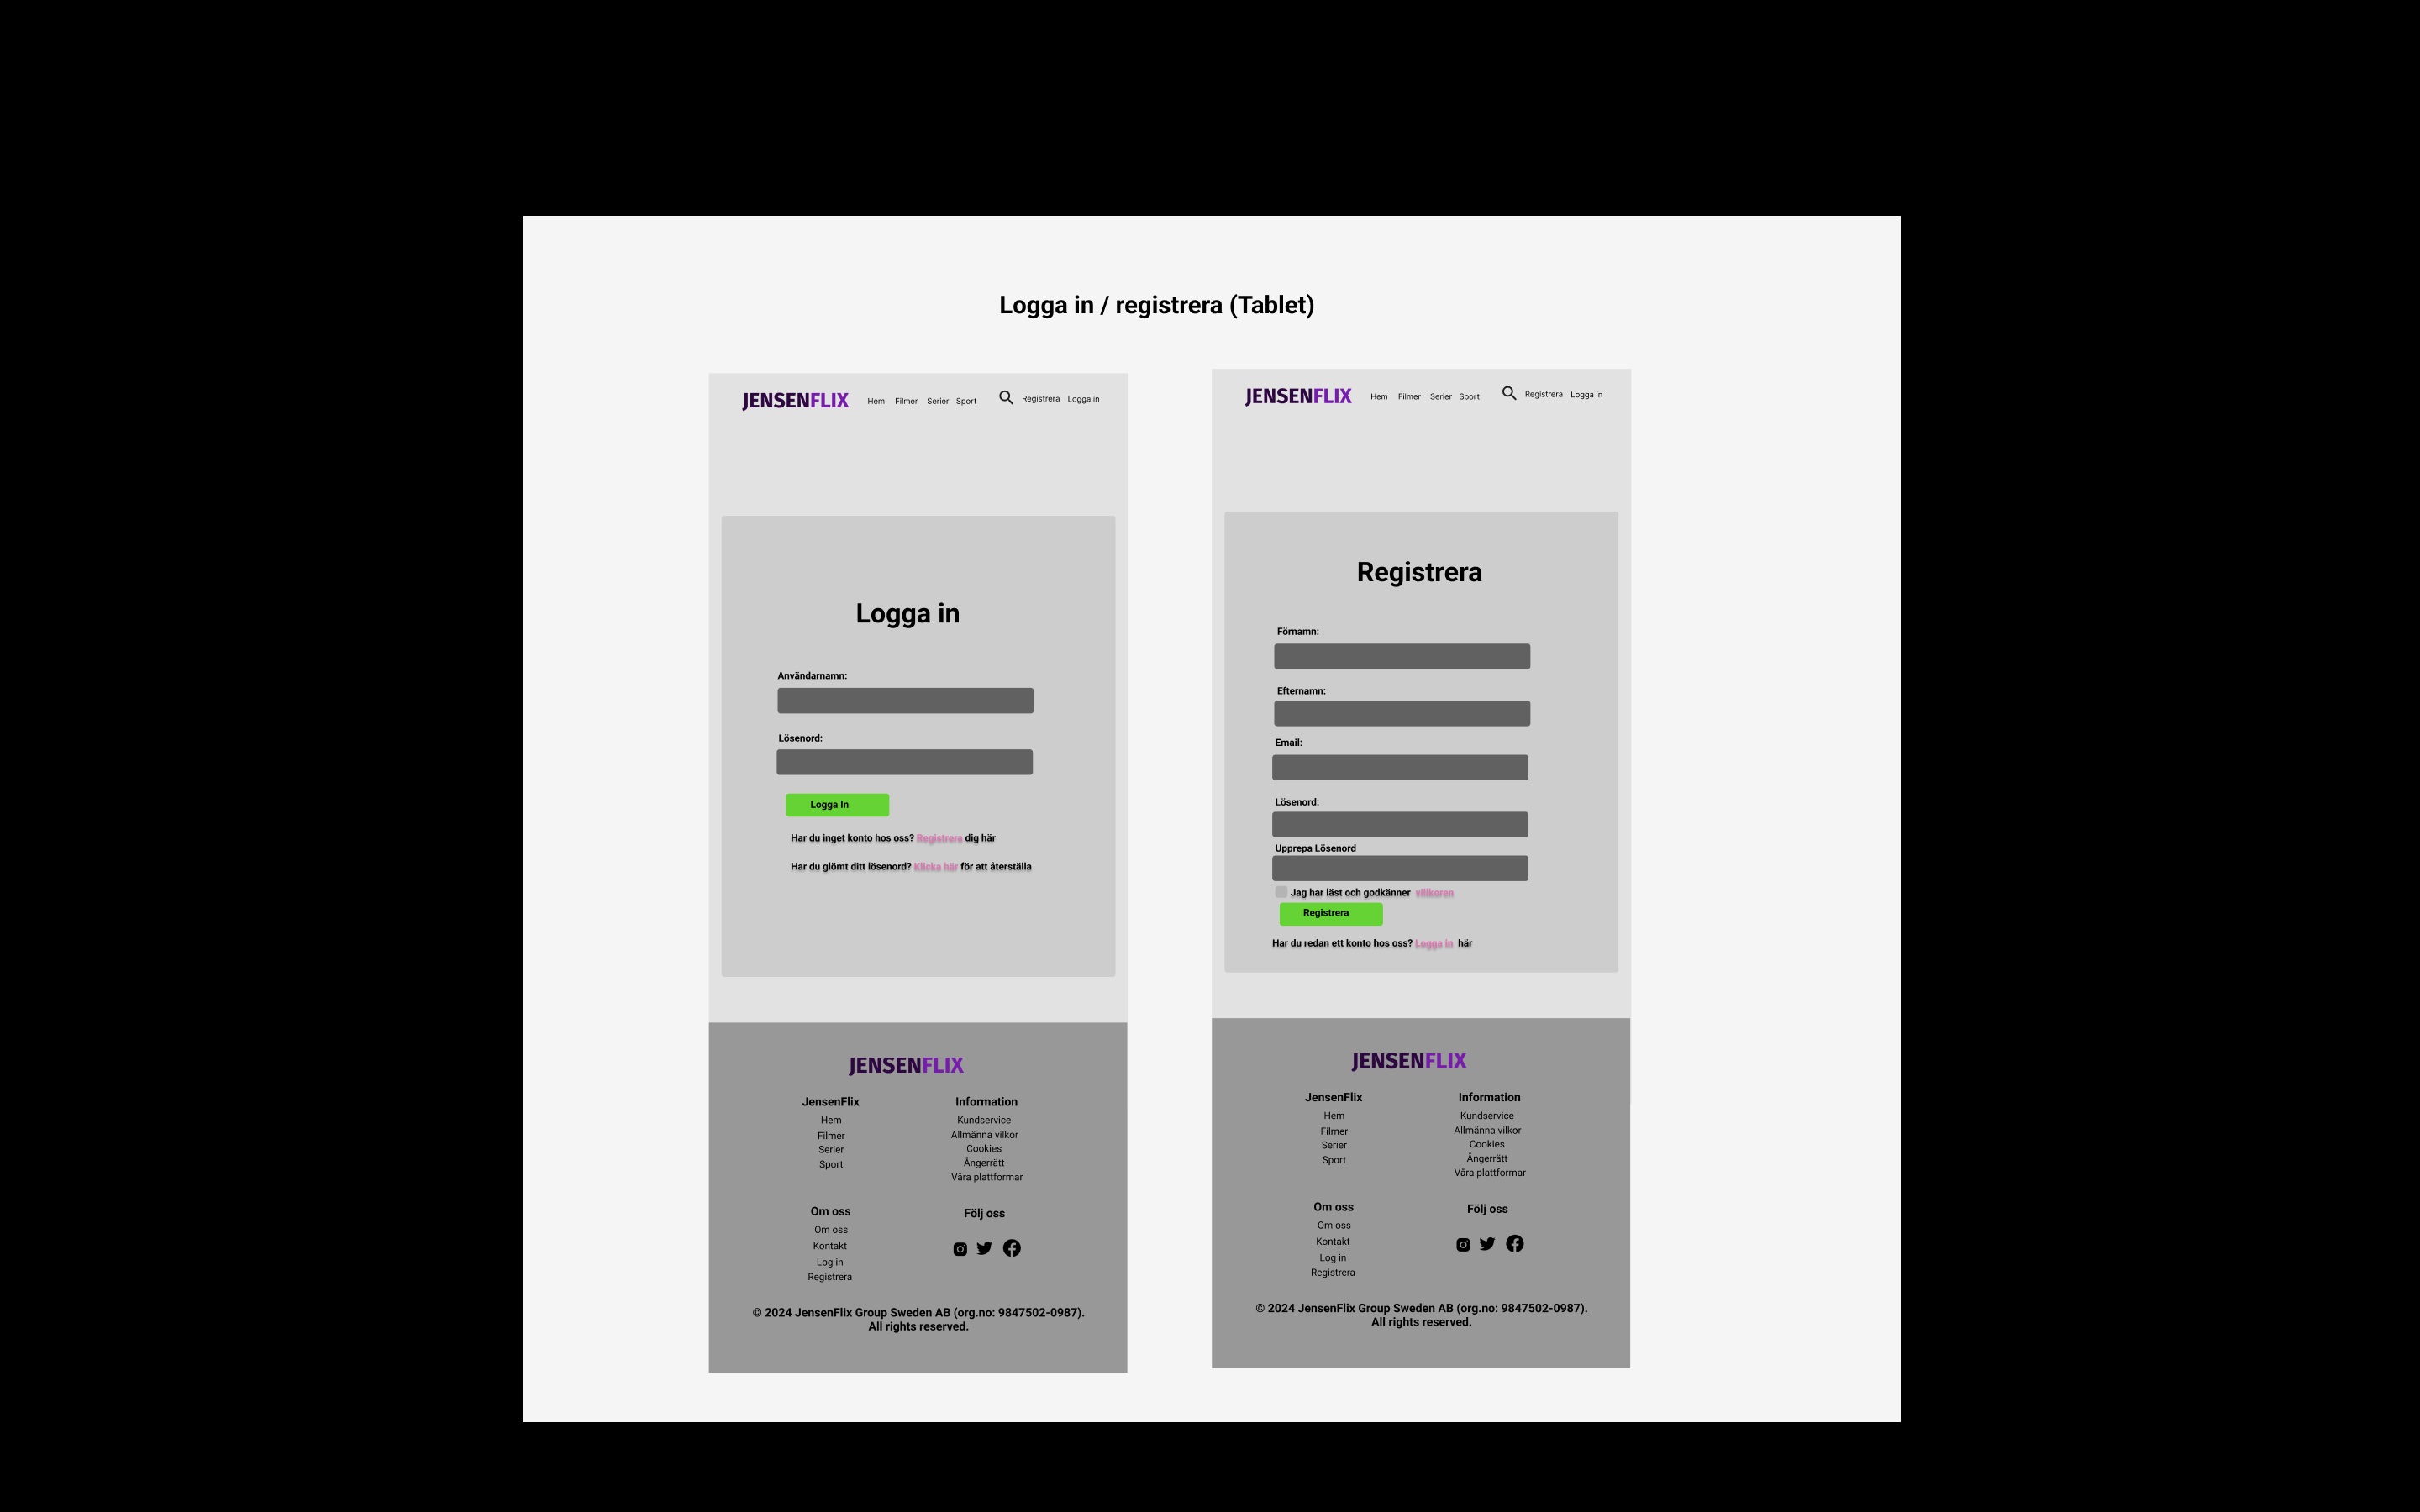 Logga in / registrera (Tablet)
JENSENFLIX Hem Filmer Serier Sport Registrera Logga in
Logga in
Användarnamn:
Lösenord:
Logga In
Har du inget konto hos oss? Registrera dig här
Har du glömt ditt lösenord? Klicka här för att återställa
JENSENFLIX
JensenFlix
Hem
Filmer
Serier
Sport
Information
Kundservice
Allmänna vilkor
Cookies
Ångerrätt
Våra plattformar
Om oss
Om oss
Kontakt
Log in
Registrera
Följ oss
© 2024 JensenFlix Group Sweden AB (org.no: 9847502-0987).
All rights reserved.
JENSENFLIX Hem Filmer Serier Sport Registrera Logga in
Registrera
Förnamn:
Efternamn:
Email:
Lösenord:
Upprepa Lösenord
Jag har läst och godkänner villkoren
Registrera
Har du redan ett konto hos oss? Logga in här
JENSENFLIX
JensenFlix
Hem
Filmer
Serier
Sport
Information
Kundservice
Allmänna vilkor
Cookies
Ångerrätt
Våra plattformar
Om oss
Om oss
Kontakt
Log in
Registrera
Följ oss
© 2024 JensenFlix Group Sweden AB (org.no: 9847502-0987).
All rights reserved.